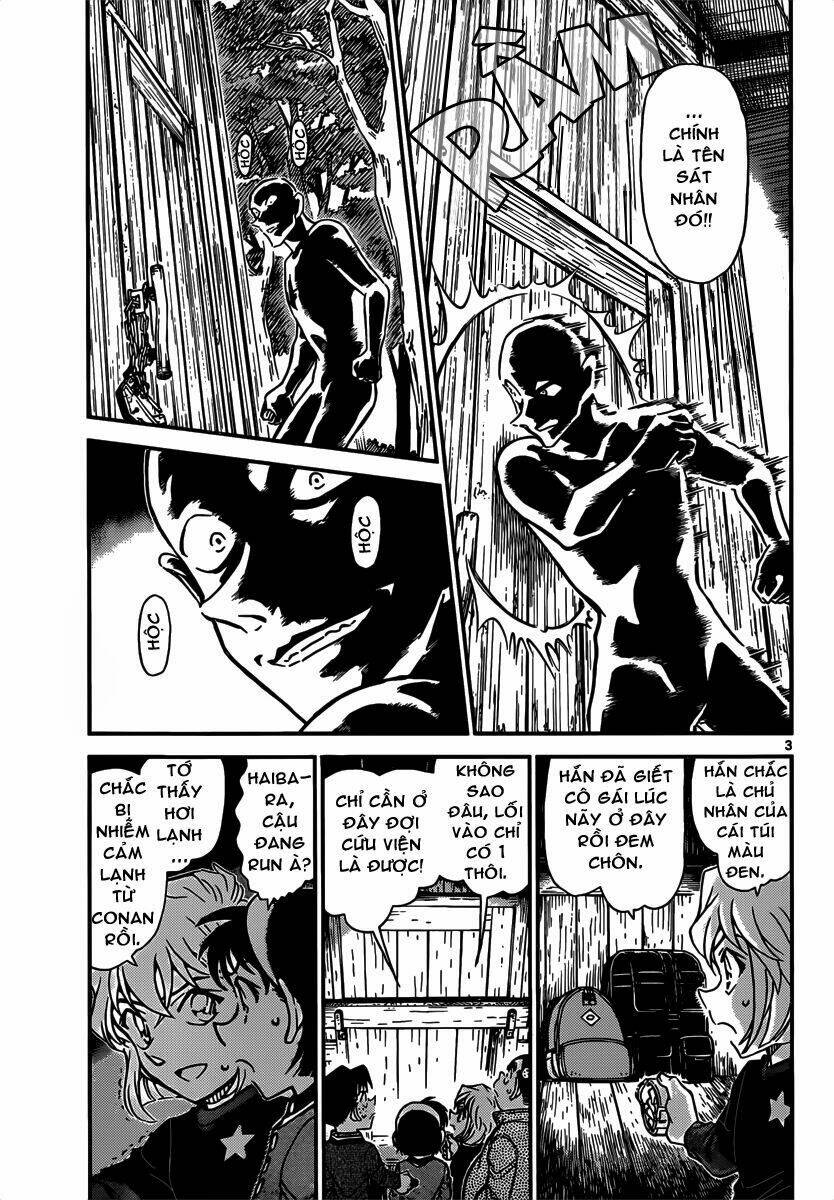 ...
CHÍNH
LÀ TÊN
SÁT
NHÂN
ĐÓ!!
RẦM
HỘC
HỘC
HỘC
HỘC
3
HẮN CHẮC
LÀ CHỦ
NHÂN CỦA
CÁI TÚI
MÀU
ĐEN.
HẮN ĐÃ GIẾT
CÔ GÁI LÚC
NÃY Ở ĐÂY
RỒI ĐEM
CHÔN.
KHÔNG
SAO
ĐÂU, LỐI
VÀO CHỈ
CÓ 1
THÔI.
CHỈ CẦN Ở
ĐÂY ĐỢI
CỨU VIỆN
LÀ ĐƯỢC!
HAIBA-
RA,
CẬU
ĐANG
RUN À?
TỚ
THẤY
HƠI
LẠNH
...
CHẮC
BỊ
NHIỄM
CẢM
LẠNH
TỪ
CONAN
RỒI.